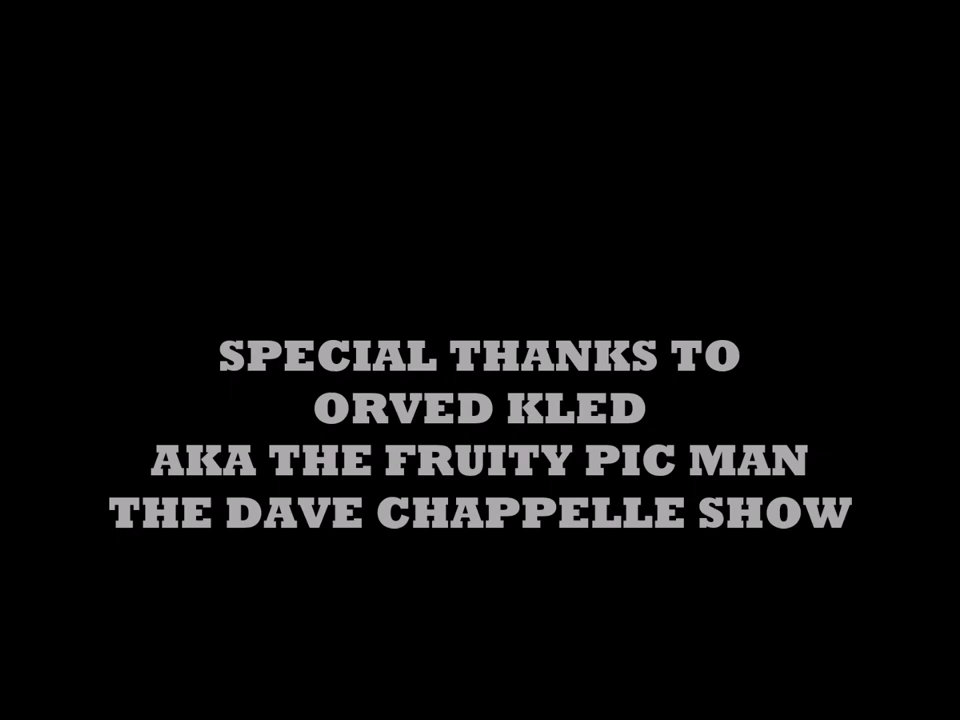 SPECIAL THANKS TO
ORVED KLED
AKA THE FRUITY PIC MAN
THE DAVE CHAPPELLE SHOW